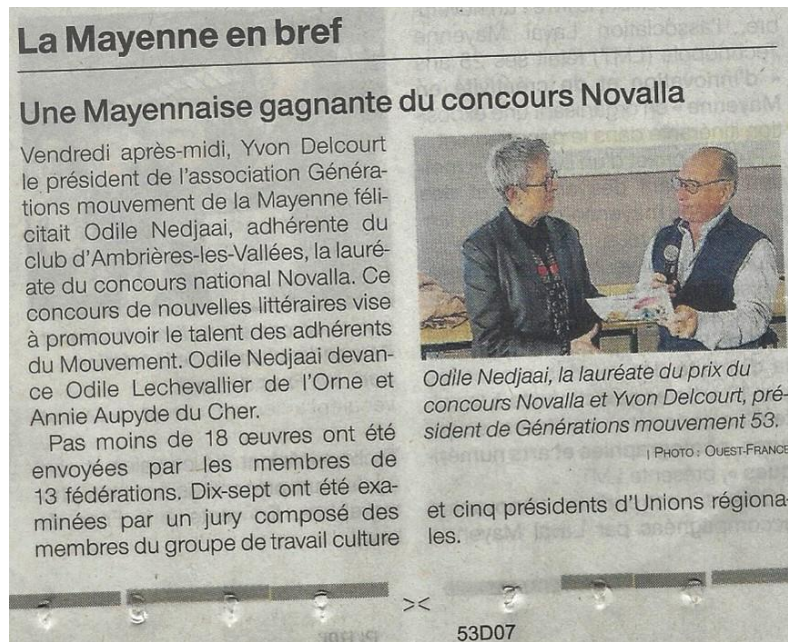 La Mayenne en bref
Une Mayennaise gagnante du concours Novalla
Vendredi après-midi, Yvon Delcourt
le président de l'association Généra-
tions mouvement de la Mayenne féli-
citait Odile Nedjaai, adhérente du
club d'Ambrières-les-Vallées, la lauré-
ate du concours national Novalla. Ce
concours de nouvelles littéraires vise
à promouvoir le talent des adhérents
du Mouvement. Odile Nedjaai devan-
ce Odile Lechevallier de l'Orne et
Annie Aupyde du Cher.
Pas moins de 18 œuvres ont été
envoyées par les membres de
13 fédérations. Dix-sept ont été exa-
minées par un jury composé des
membres du groupe de travail culture
Odile Nedjaai, la lauréate du prix du
concours Novalla et Yvon Delcourt, pré-
sident de Générations mouvement 53.
| PHOTO : OUEST-FRANCE
et cinq présidents d'Unions régiona-
les.
53D07